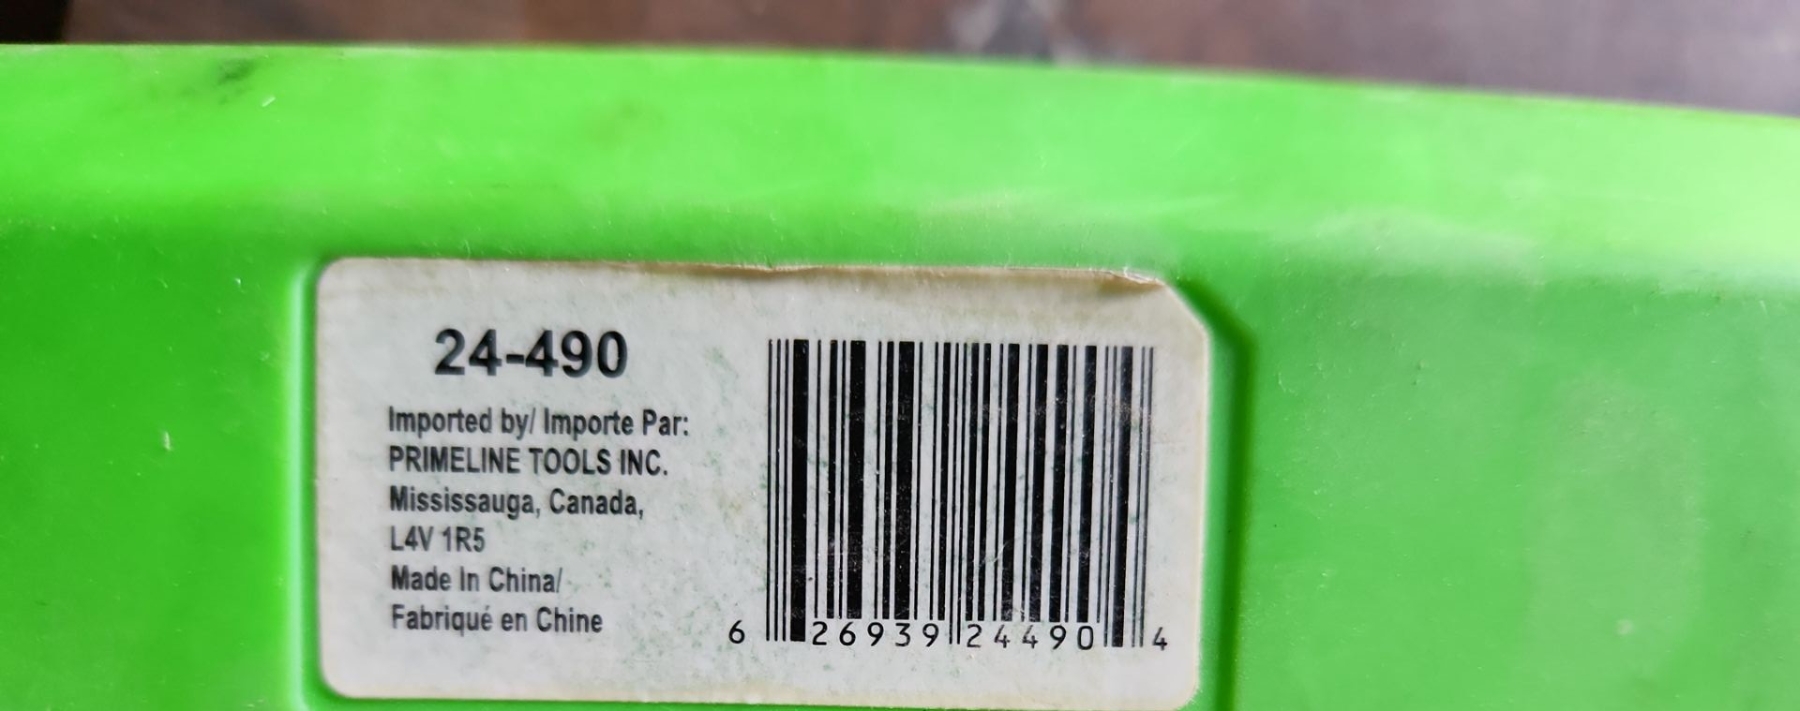 24-490
Imported by/ Importe Par:
PRIMELINE TOOLS INC.
Mississauga, Canada,
L4V 1R5
Made In China/
Fabriqué en Chine
6 26939 24490 4